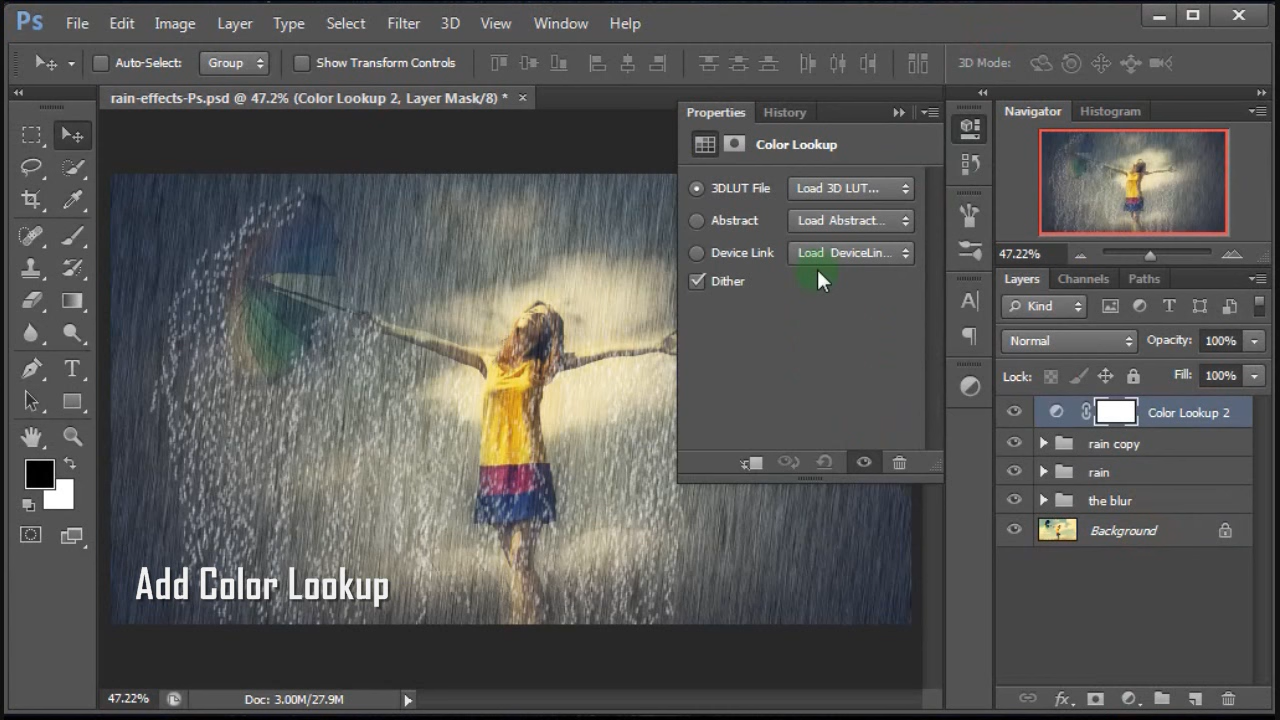 Ps File Edit Image Layer Type Select Filter 3D View Window Help
Auto-Select: Group Show Transform Controls 3D Mode:
rain-effects-Ps.psd @ 47.2% (Color Lookup 2, Layer Mask/8) * ×
Properties History
Color Lookup
3DLUT File Load 3D LUT...
Abstract Load Abstract...
Device Link Load DeviceLin...
Dither
Navigator Histogram
47.22%
Layers Channels Paths
Kind
Normal Opacity: 100%
Lock: Fill: 100%
Color Lookup 2
rain copy
rain
the blur
Background
Add Color Lookup
47.22% Doc: 3.00M/27.9M